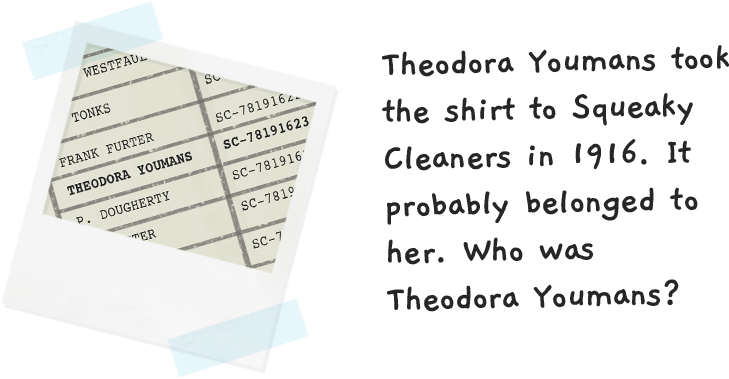 WESTFAUL
SC
TONKS
SC-7819162
FRANK FURTER
SC-78191623
THEODORA YOUMANS
SC-781916
P. DOUGHERTY
SC-7819
TER
SC-7
Theodora Youmans took
the shirt to Squeaky
Cleaners in 1916. It
probably belonged to
her. Who was
Theodora Youmans?